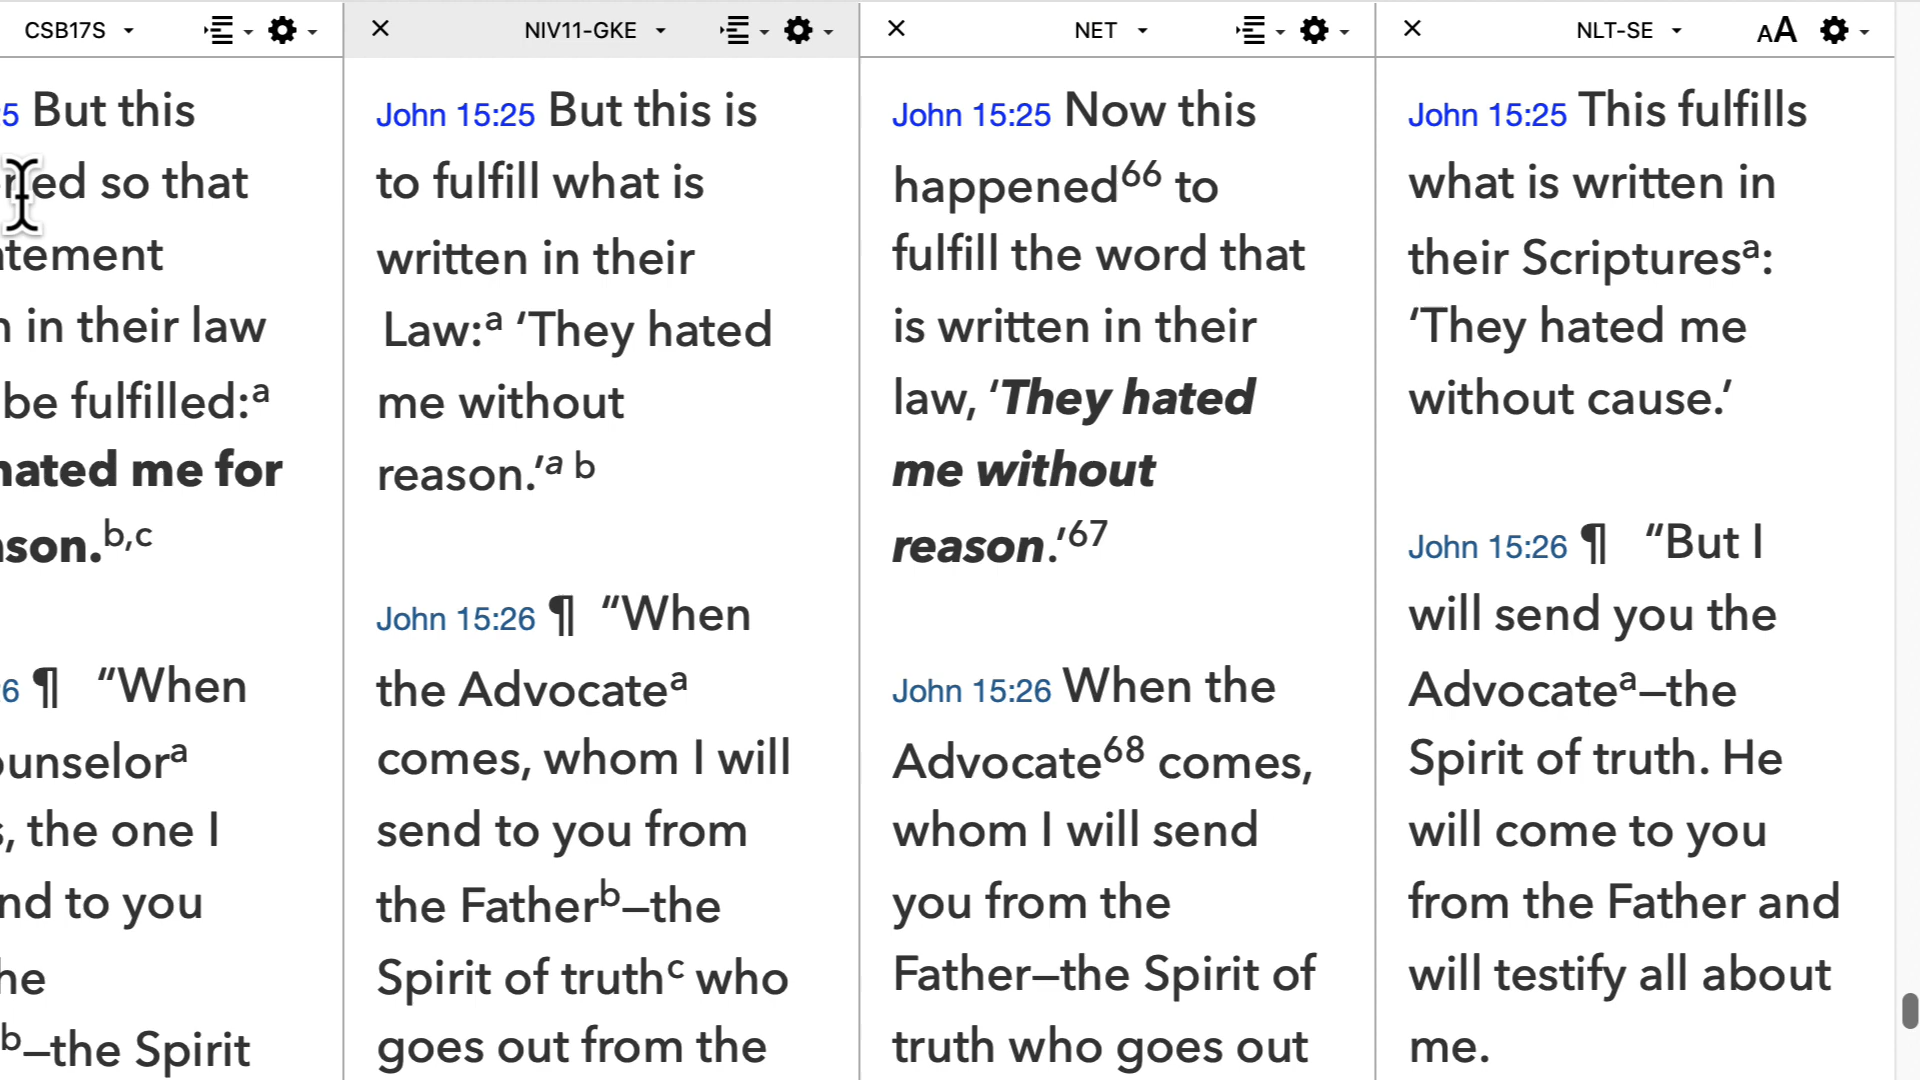 CSB17S
5 But this
ed so that
atement
n in their law
be fulfilled:a
hated me for
ason.b,c
6 ¶ “When
ounselora
s, the one I
nd to you
he
b–the Spirit
NIV11-GKE
John 15:25 But this is
to fulfill what is
written in their
Law:a ‘They hated
me without
reason.’a b
John 15:26 ¶ “When
the Advocatea
comes, whom I will
send to you from
the Fatherb–the
Spirit of truthc who
goes out from the
NET
John 15:25 Now this
happened66 to
fulfill the word that
is written in their
law, ‘They hated
me without
reason.’67
John 15:26 When the
Advocate68 comes,
whom I will send
you from the
Father–the Spirit of
truth who goes out
NLT-SE AA
John 15:25 This fulfills
what is written in
their Scripturesa:
‘They hated me
without cause.’
John 15:26 ¶ “But I
will send you the
Advocatea–the
Spirit of truth. He
will come to you
from the Father and
will testify all about
me.